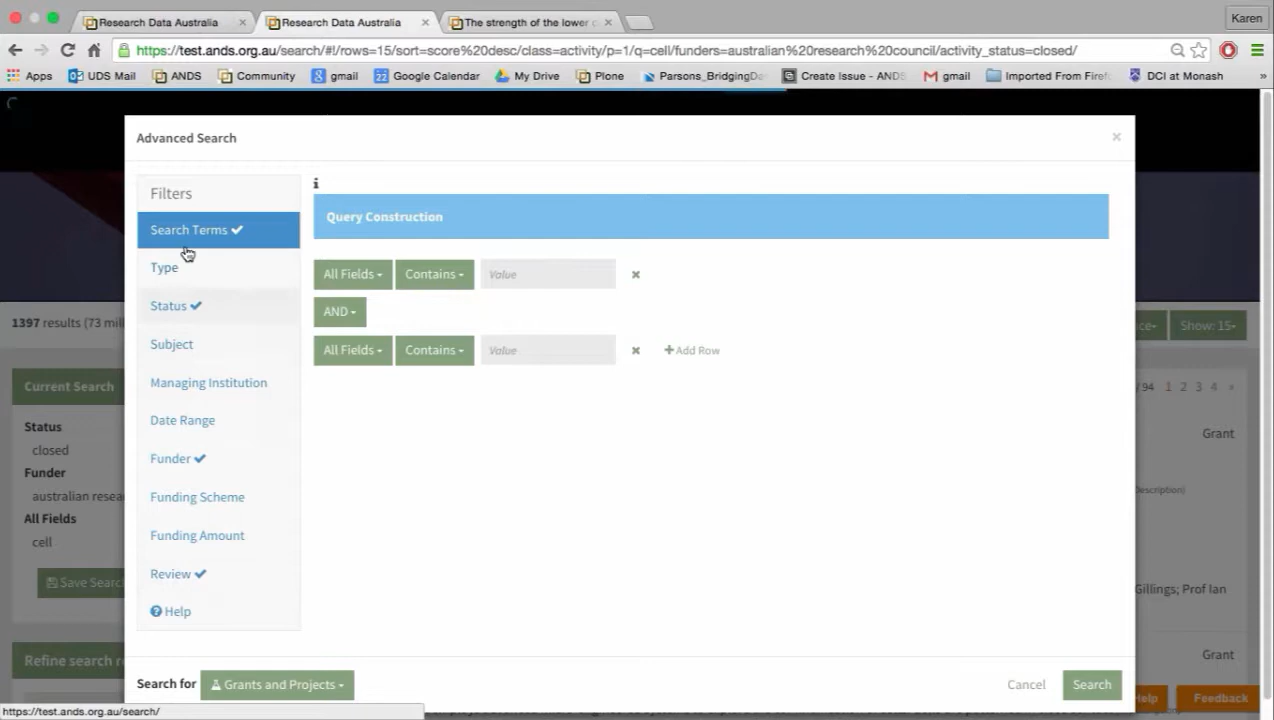 Research Data Australia
Research Data Australia
The strength of the lower c
Karen
https://test.ands.org.au/search/#!/rows=15/sort=score%20desc/class=activity/p=1/q=cell/funders=australian%20research%20council/activity_status=closed/
Apps
UDS Mail
ANDS
Community
gmail
Google Calendar
My Drive
Plone
Parsons_BridgingDa
Create Issue - ANDS
gmail
Imported From Firef
DCI at Monash
»
Advanced Search
×
Filters
Search Terms
Type
Status
Subject
Managing Institution
Date Range
Funder
Funding Scheme
Funding Amount
Review
Help
Query Construction
All Fields
Contains
Value
AND
All Fields
Contains
Value
+Add Row
Search for
Grants and Projects
Cancel
Search
1397 results (73 mill
Current Search
Status
closed
Funder
australian resea
All Fields
cell
Save Search
Refine search re
Show: 15
/ 94 1 2 3 4 »
Grant
Description)
Gillings; Prof Ian
Grant
Help
Feedback
https://test.ands.org.au/search/